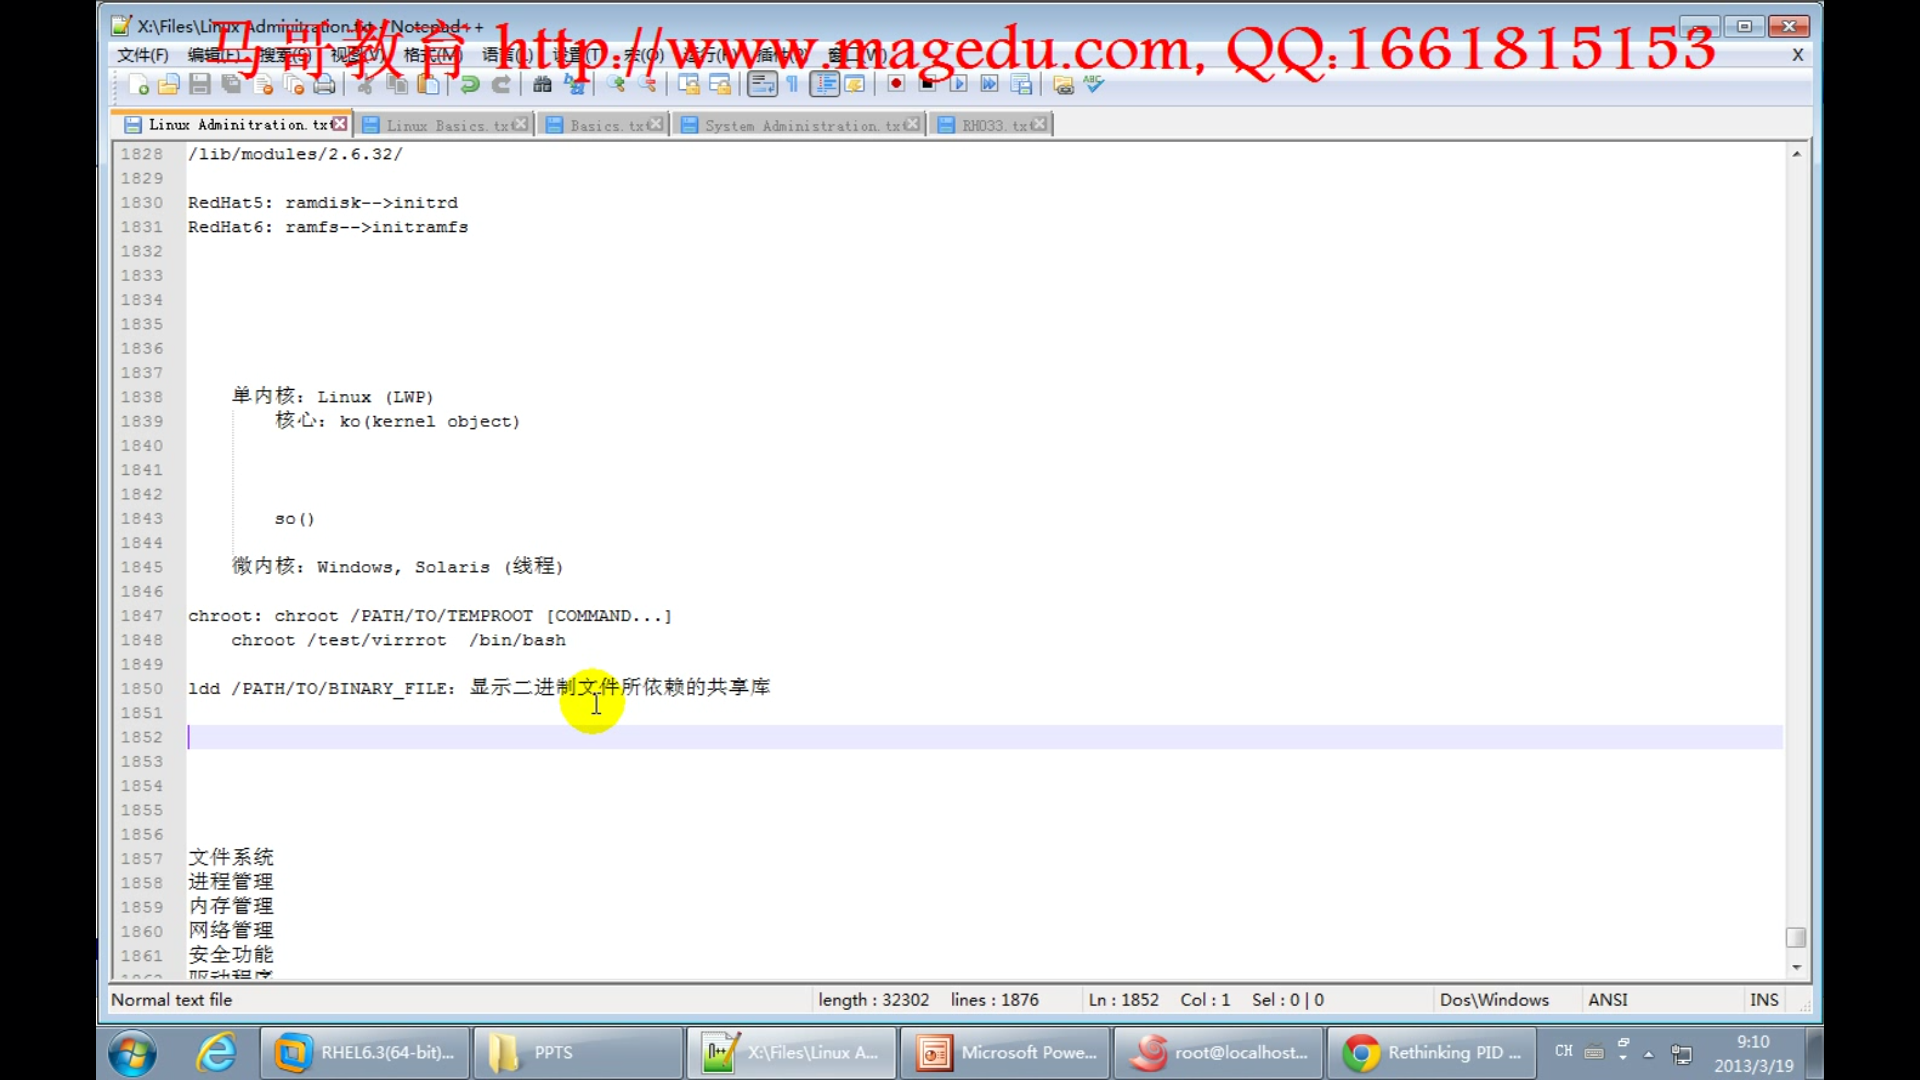 X:\Files\Linux Adminitration.txt - Notepad++
马哥教育 http://www.magedu.com, QQ:1661815153
文件(F) 编辑(E) 搜索(S) 视图(V) 格式(M) 语言(L) 设置(T) 宏(O) 运行(R) 插件(P) 窗口(W) X
Linux Adminitration.txt Linux Basics.txt Basics.txt System Administration.txt RH033.txt
1828 /lib/modules/2.6.32/
1829
1830 RedHat5: ramdisk-->initrd
1831 RedHat6: ramfs-->initramfs
1832
1833
1834
1835
1836
1837
1838 单内核: Linux (LWP)
1839 核心: ko(kernel object)
1840
1841
1842
1843 so()
1844
1845 微内核: Windows, Solaris (线程)
1846
1847 chroot: chroot /PATH/TO/TEMPROOT [COMMAND...]
1848 chroot /test/virrrot  /bin/bash
1849
1850 ldd /PATH/TO/BINARY_FILE: 显示二进制文件所依赖的共享库
1851
1852
1853
1854
1855
1856
1857 文件系统
1858 进程管理
1859 内存管理
1860 网络管理
1861 安全功能
1862 驱动程序
Normal text file length : 32302 lines : 1876 Ln : 1852 Col : 1 Sel : 0 | 0 Dos\Windows ANSI INS
RHEL6.3(64-bit)... PPTS X:\Files\Linux A... Microsoft Powe... root@localhost... Rethinking PID ... CH 9:10
2013/3/19